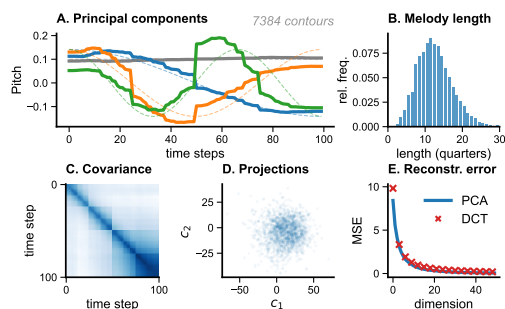 A. Principal components
7384 contours
0.2
0.1
0.0
−0.1
Pitch
0 20 40 60 80 100
time steps
B. Melody length
0.075
0.050
0.025
0.000
rel. freq.
0 10 20 30
length (quarters)
C. Covariance
0
100
time step
0 100
time step
D. Projections
25
0
−25
c2
−50 0 50
c1
E. Reconstr. error
10
5
0
MSE
PCA
DCT
0 20 40
dimension